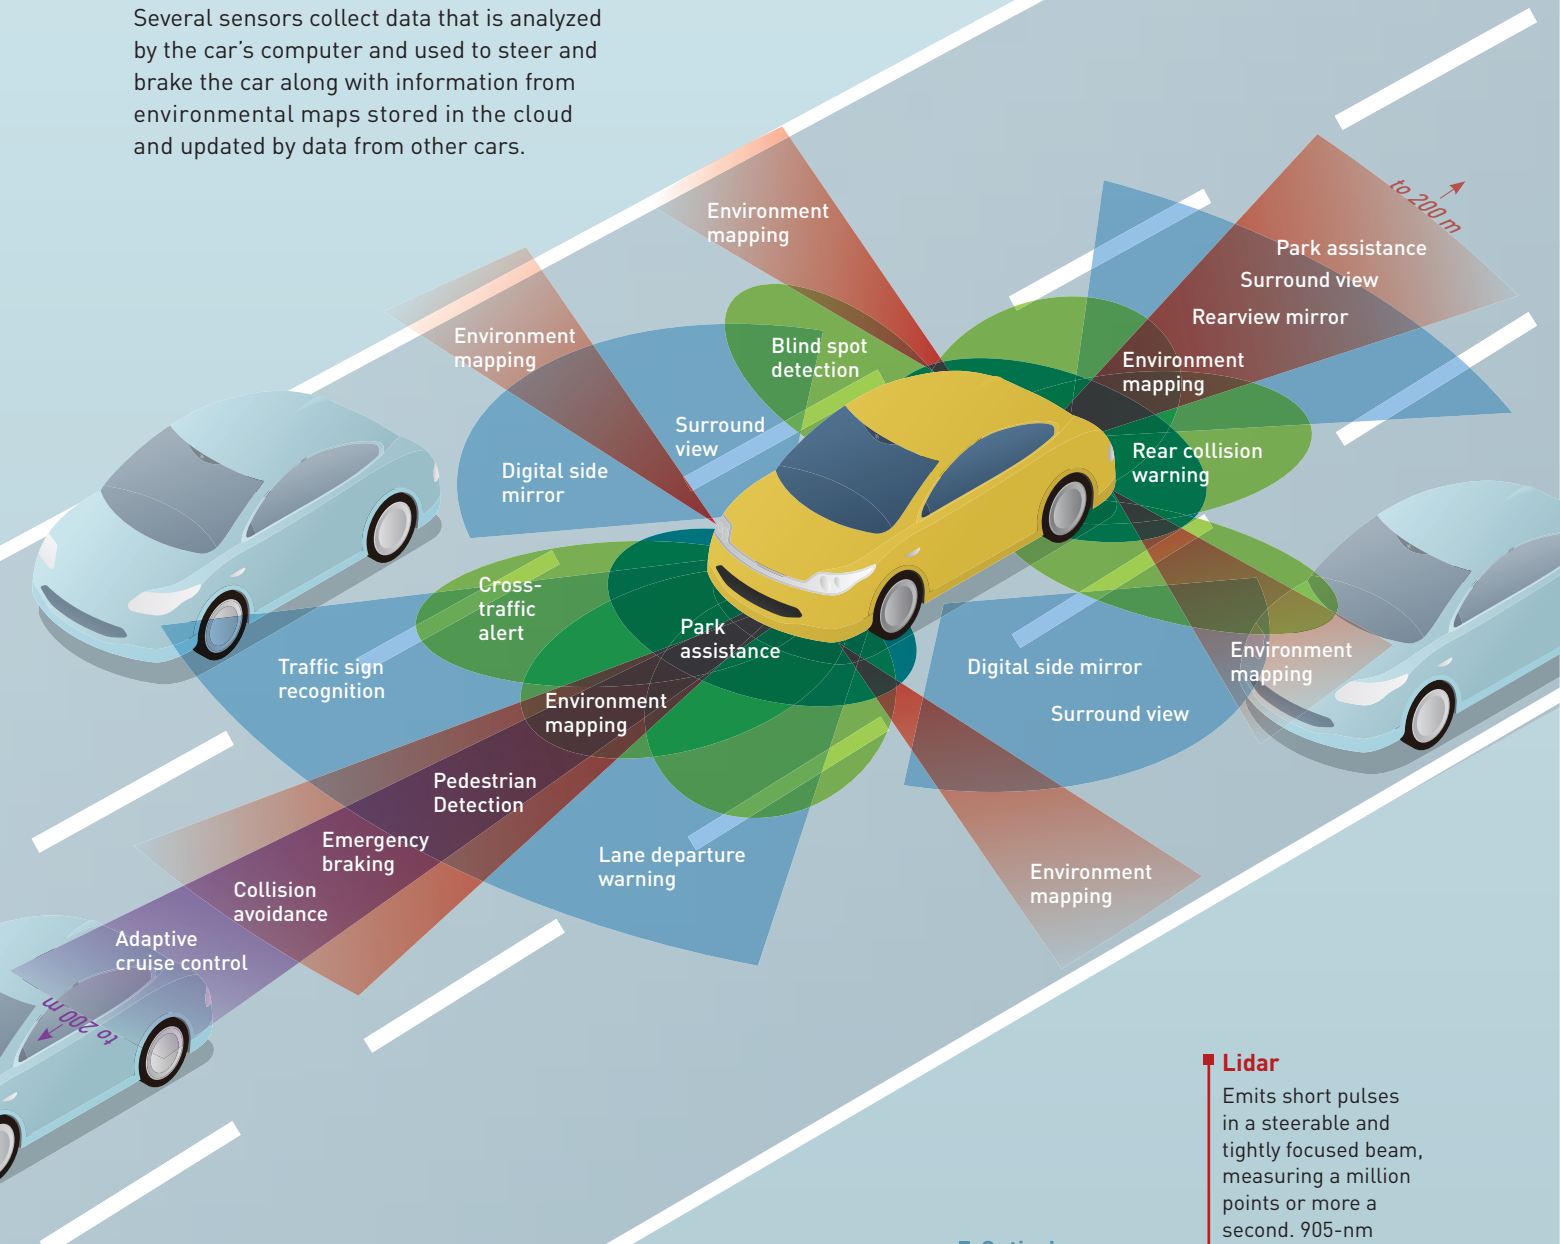 Several sensors collect data that is analyzed
by the car's computer and used to steer and
brake the car along with information from
environmental maps stored in the cloud
and updated by data from other cars.
Environment
mapping
to 200 m
Park assistance
Surround view
Rearview mirror
Environment
mapping
Environment
mapping
Blind spot
detection
Surround
view
Digital side
mirror
Rear collision
warning
Cross-
traffic
alert
Park
assistance
Traffic sign
recognition
Environment
mapping
Digital side mirror
Surround view
Environment
mapping
Pedestrian
Detection
Emergency
braking
Collision
avoidance
Adaptive
cruise control
to 200 m
Lane departure
warning
Environment
mapping
Lidar
Emits short pulses
in a steerable and
tightly focused beam,
measuring a million
points or more a
second. 905-nm